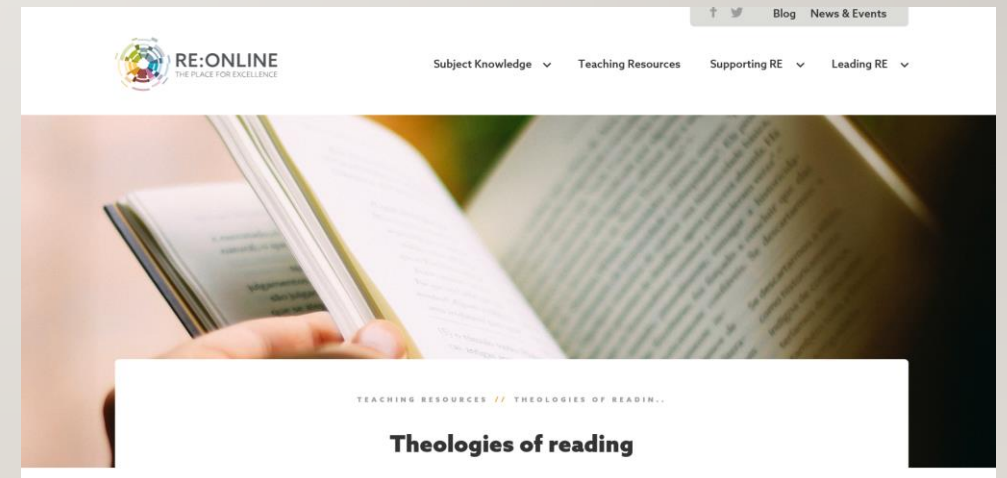 Blog News & Events
RE:ONLINE
THE PLACE FOR EXCELLENCE
Subject Knowledge Teaching Resources Supporting RE Leading RE
TEACHING RESOURCES // THEOLOGIES OF READIN..
Theologies of reading